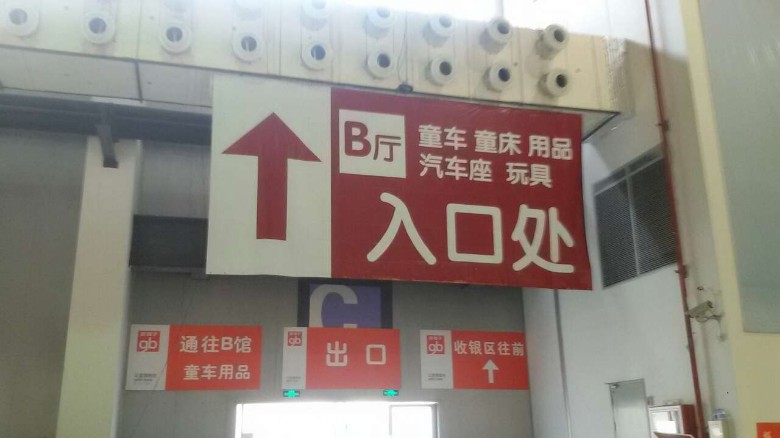 B厅
童车 童床 用品
汽车座 玩具
入口处
C
gb
通往B馆
童车用品
gb
出口
gb
收银区往前